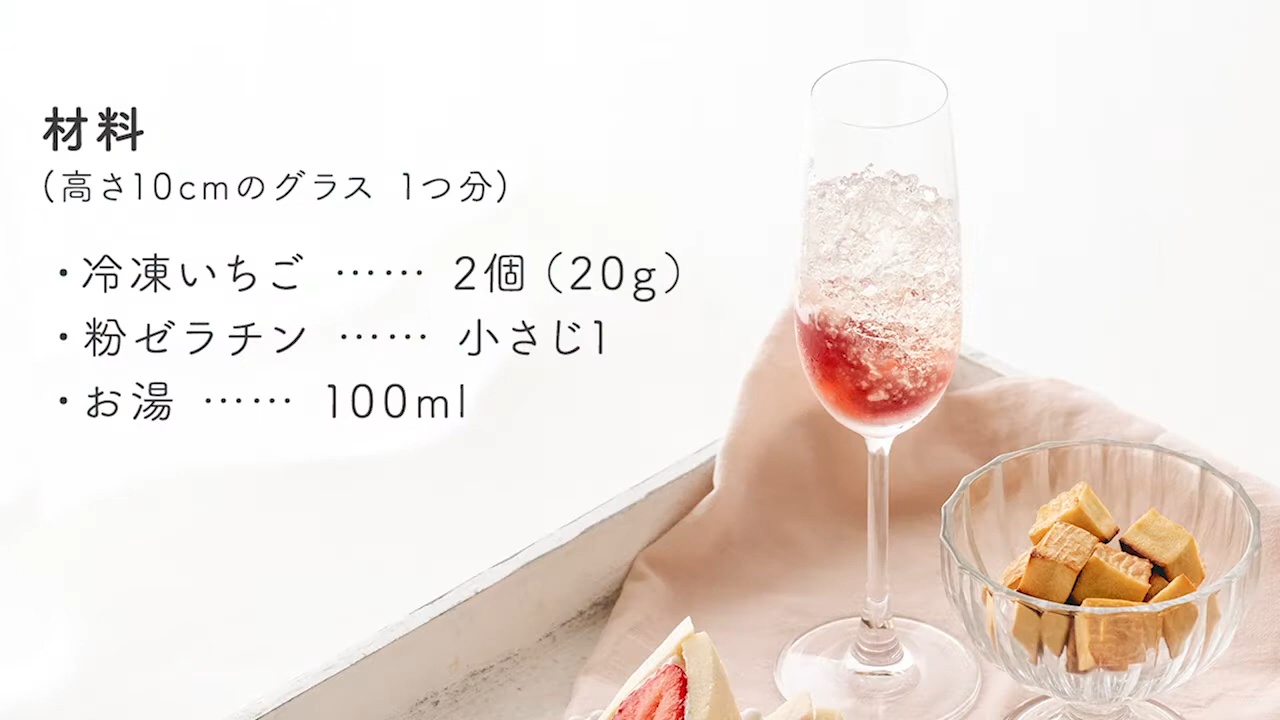 材料
（高さ10cmのグラス 1つ分）
・冷凍いちご …… 2個（20g）
・粉ゼラチン …… 小さじ1
・お湯 …… 100ml